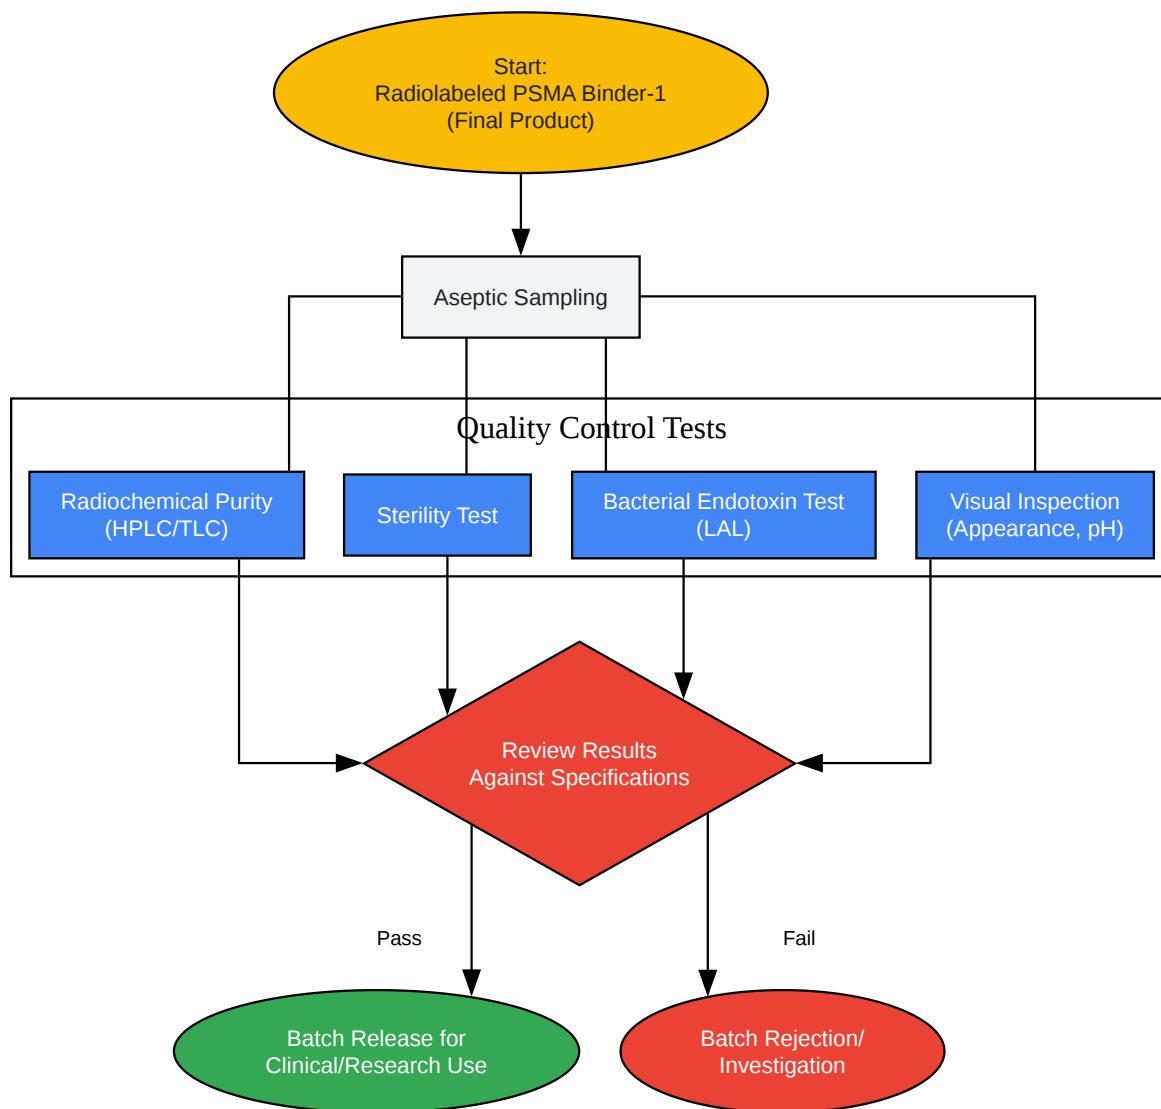 Start:
Radiolabeled PSMA Binder-1
(Final Product)
Aseptic Sampling
Quality Control Tests
Radiochemical Purity
(HPLC/TLC)
Sterility Test
Bacterial Endotoxin Test
(LAL)
Visual Inspection
(Appearance, pH)
Review Results
Against Specifications
Pass
Fail
Batch Release for
Clinical/Research Use
Batch Rejection/
Investigation